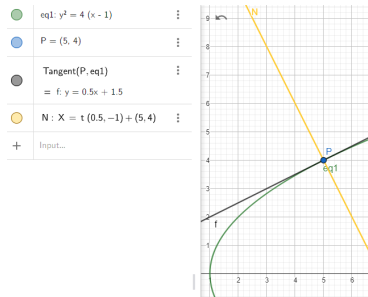 eq1: y² = 4 (x - 1)
P = (5, 4)
Tangent(P, eq1)
= f: y = 0.5x + 1.5
N : X = t (0.5, −1) + (5, 4)
+ Input...
N
9
8
7
6
5
4
3
2
1
0
2 3 4 5 6
P
eq1
f